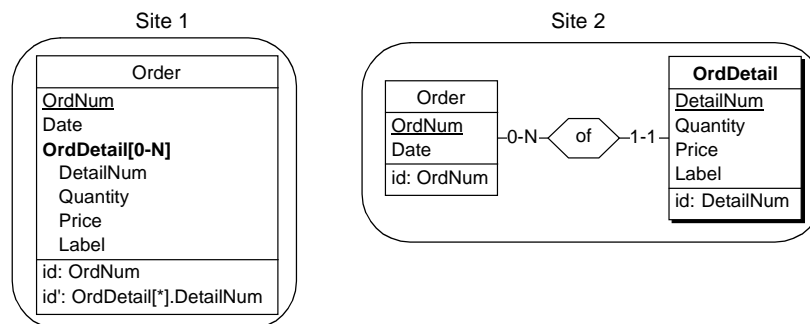 Site 1
Order
OrdNum
Date
OrdDetail[0-N]
DetailNum
Quantity
Price
Label
id: OrdNum
id': OrdDetail[*].DetailNum
Site 2
Order
OrdNum
Date
id: OrdNum
0-N
of
1-1
OrdDetail
DetailNum
Quantity
Price
Label
id: DetailNum